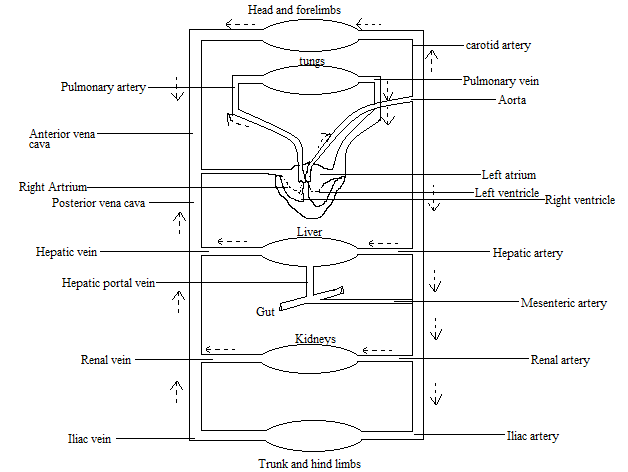 Head and forelimbs
carotid artery
tungs
Pulmonary artery
Pulmonary vein
Aorta
Anterior vena
cava
Left atrium
Right Artrium
Left ventricle
Right ventricle
Posterior vena cava
Liver
Hepatic vein
Hepatic artery
Hepatic portal vein
Mesenteric artery
Gut
Kidneys
Renal vein
Renal artery
Iliac vein
Iliac artery
Trunk and hind limbs